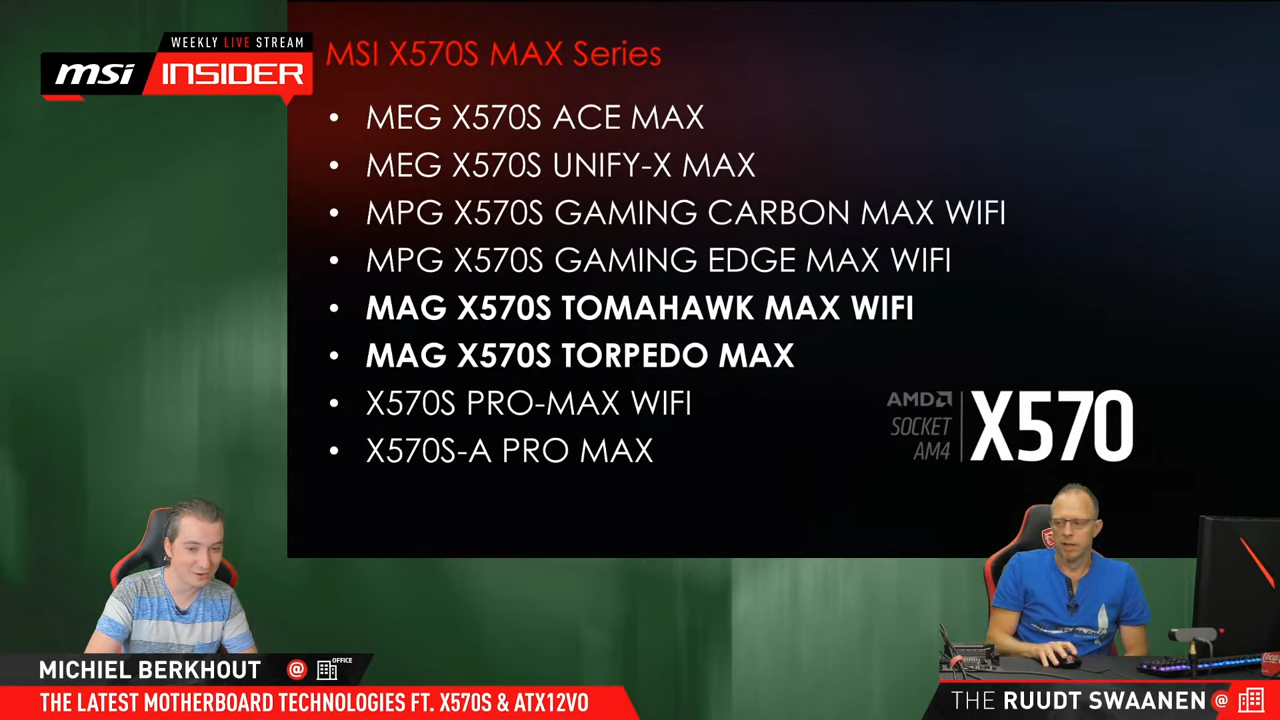 WEEKLY LIVE STREAM
msi INSIDER
MSI X570S MAX Series
• MEG X570S ACE MAX
• MEG X570S UNIFY-X MAX
• MPG X570S GAMING CARBON MAX WIFI
• MPG X570S GAMING EDGE MAX WIFI
• MAG X570S TOMAHAWK MAX WIFI
• MAG X570S TORPEDO MAX
• X570S PRO-MAX WIFI
• X570S-A PRO MAX
AMD
SOCKET
AM4
X570
MICHIEL BERKHOUT @ OFFICE
THE LATEST MOTHERBOARD TECHNOLOGIES FT. X570S & ATX12VO
THE RUUDT SWAANEN @